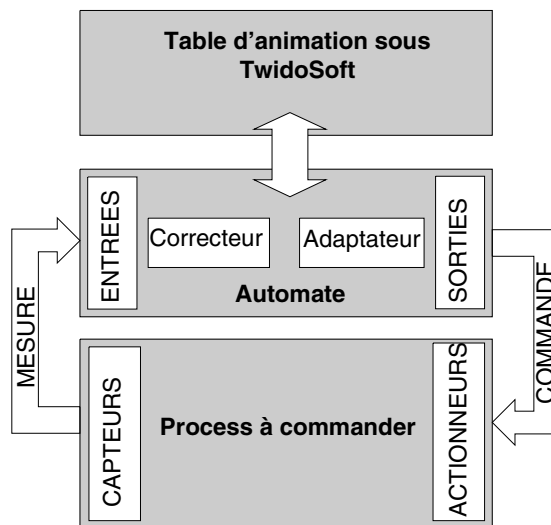 Table d'animation sous
TwidoSoft
ENTREES
Correcteur
Adaptateur
SORTIES
Automate
MESURE
COMMANDE
CAPTEURS
Process à commander
ACTIONNEURS